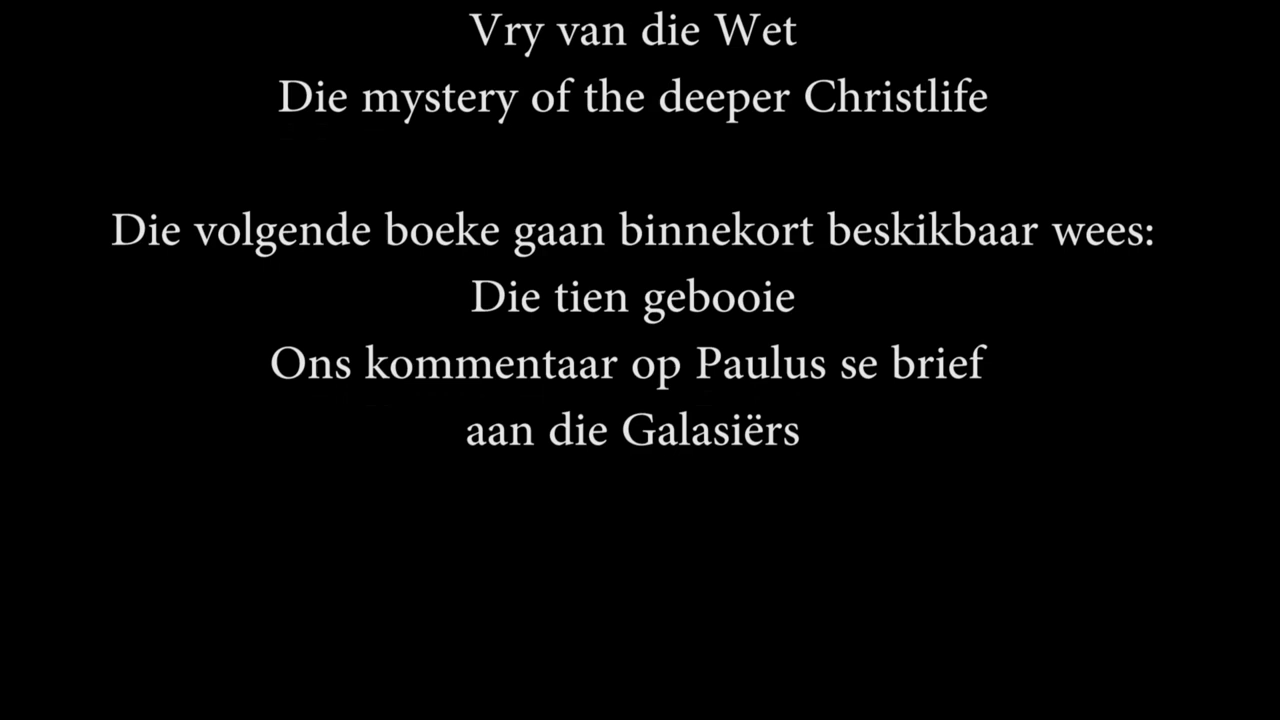 Vry van die Wet
Die mystery of the deeper Christlife
Die volgende boeke gaan binnekort beskikbaar wees:
Die tien gebooie
Ons kommentaar op Paulus se brief
aan die Galasiërs